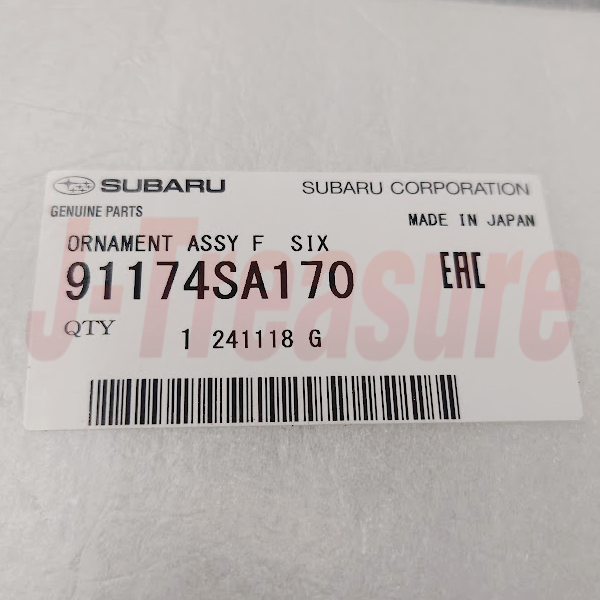 SUBARU SUBARU CORPORATION
GENUINE PARTS MADE IN JAPAN
ORNAMENT ASSY F SIX
91174SA170 EAC
QTY 1 241118 G
J-Treasure